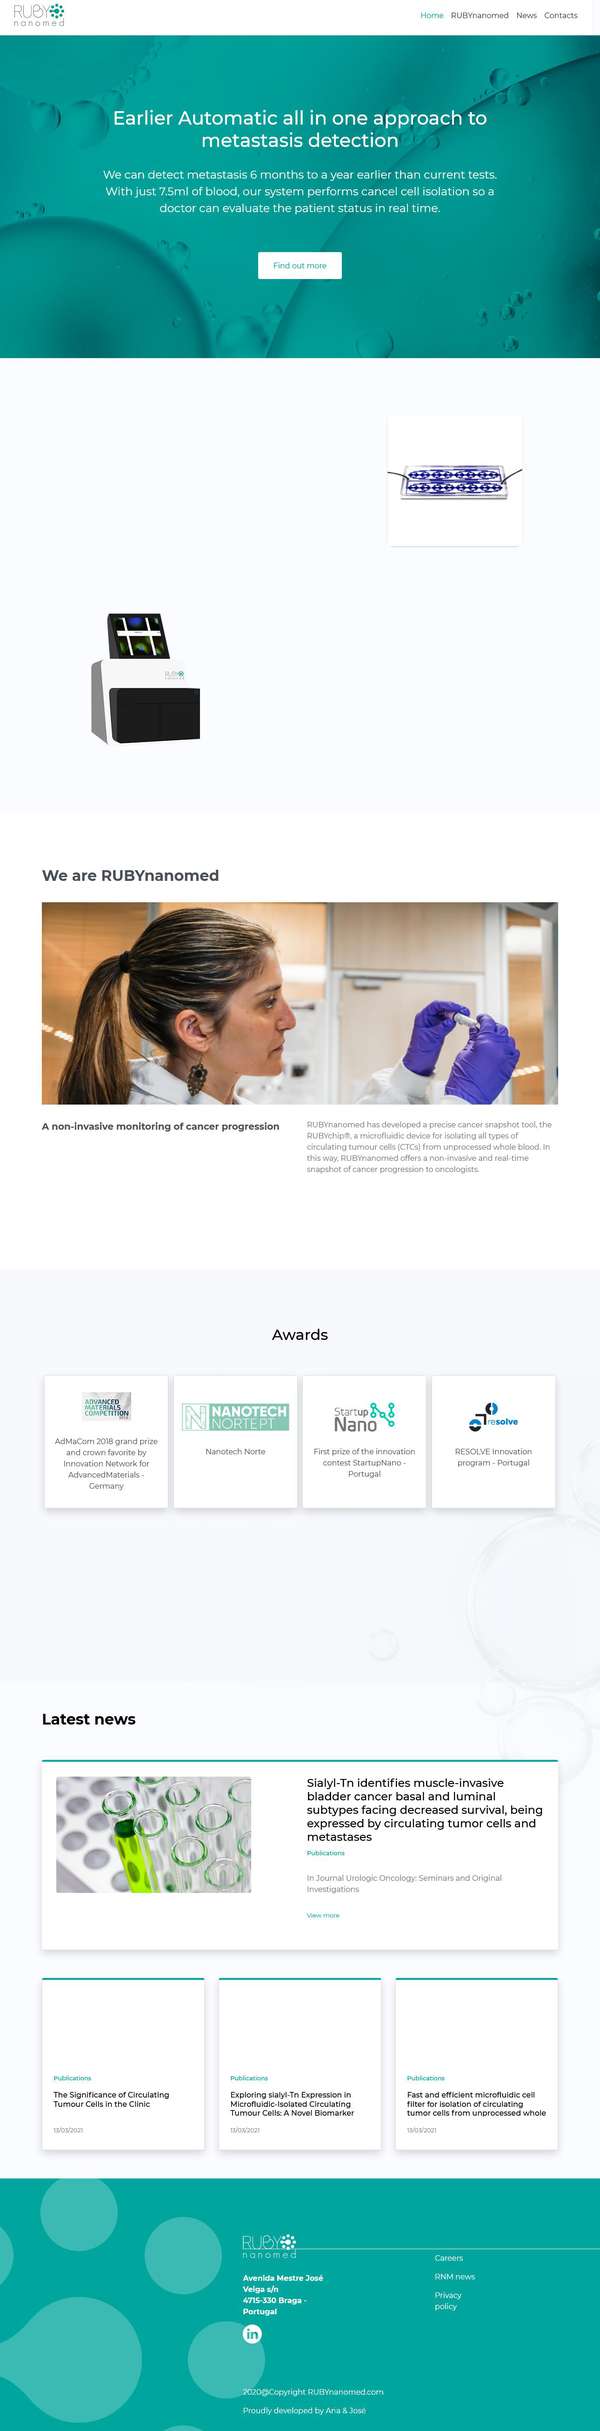 RUBY
nanomed
Home RUBYnanomed News Contacts
Earlier Automatic all in one approach to
metastasis detection
We can detect metastasis 6 months to a year earlier than current tests.
With just 7.5ml of blood, our system performs cancel cell isolation so a
doctor can evaluate the patient status in real time.
Find out more
RUBY
nanomed
We are RUBYnanomed
A non-invasive monitoring of cancer progression
RUBYnanomed has developed a precise cancer snapshot tool, the
RUBYchip®, a microfluidic device for isolating all types of
circulating tumour cells (CTCs) from unprocessed whole blood. In
this way, RUBYnanomed offers a non-invasive and real-time
snapshot of cancer progression to oncologists.
Awards
ADVANCED
MATERIALS
COMPETITION
2018
AdMaCom 2018 grand prize
and crown favorite by
Innovation Network for
AdvancedMaterials -
Germany
N NANOTECH
NORTEPT
Nanotech Norte
Startup
Nano
First prize of the innovation
contest StartupNano -
Portugal
resolve
RESOLVE Innovation
program - Portugal
Latest news
Sialyl-Tn identifies muscle-invasive
bladder cancer basal and luminal
subtypes facing decreased survival, being
expressed by circulating tumor cells and
metastases
Publications
In Journal Urologic Oncology: Seminars and Original
Investigations
View more
Publications
The Significance of Circulating
Tumour Cells in the Clinic
13/03/2021
Publications
Exploring sialyl-Tn Expression in
Microfluidic-Isolated Circulating
Tumour Cells: A Novel Biomarker
13/03/2021
Publications
Fast and efficient microfluidic cell
filter for isolation of circulating
tumor cells from unprocessed whole
13/03/2021
RUBY
nanomed
Avenida Mestre José
Veiga s/n
4715-330 Braga -
Portugal
in
Careers
RNM news
Privacy
policy
2020@Copyright RUBYnanomed.com
Proudly developed by Ana & José